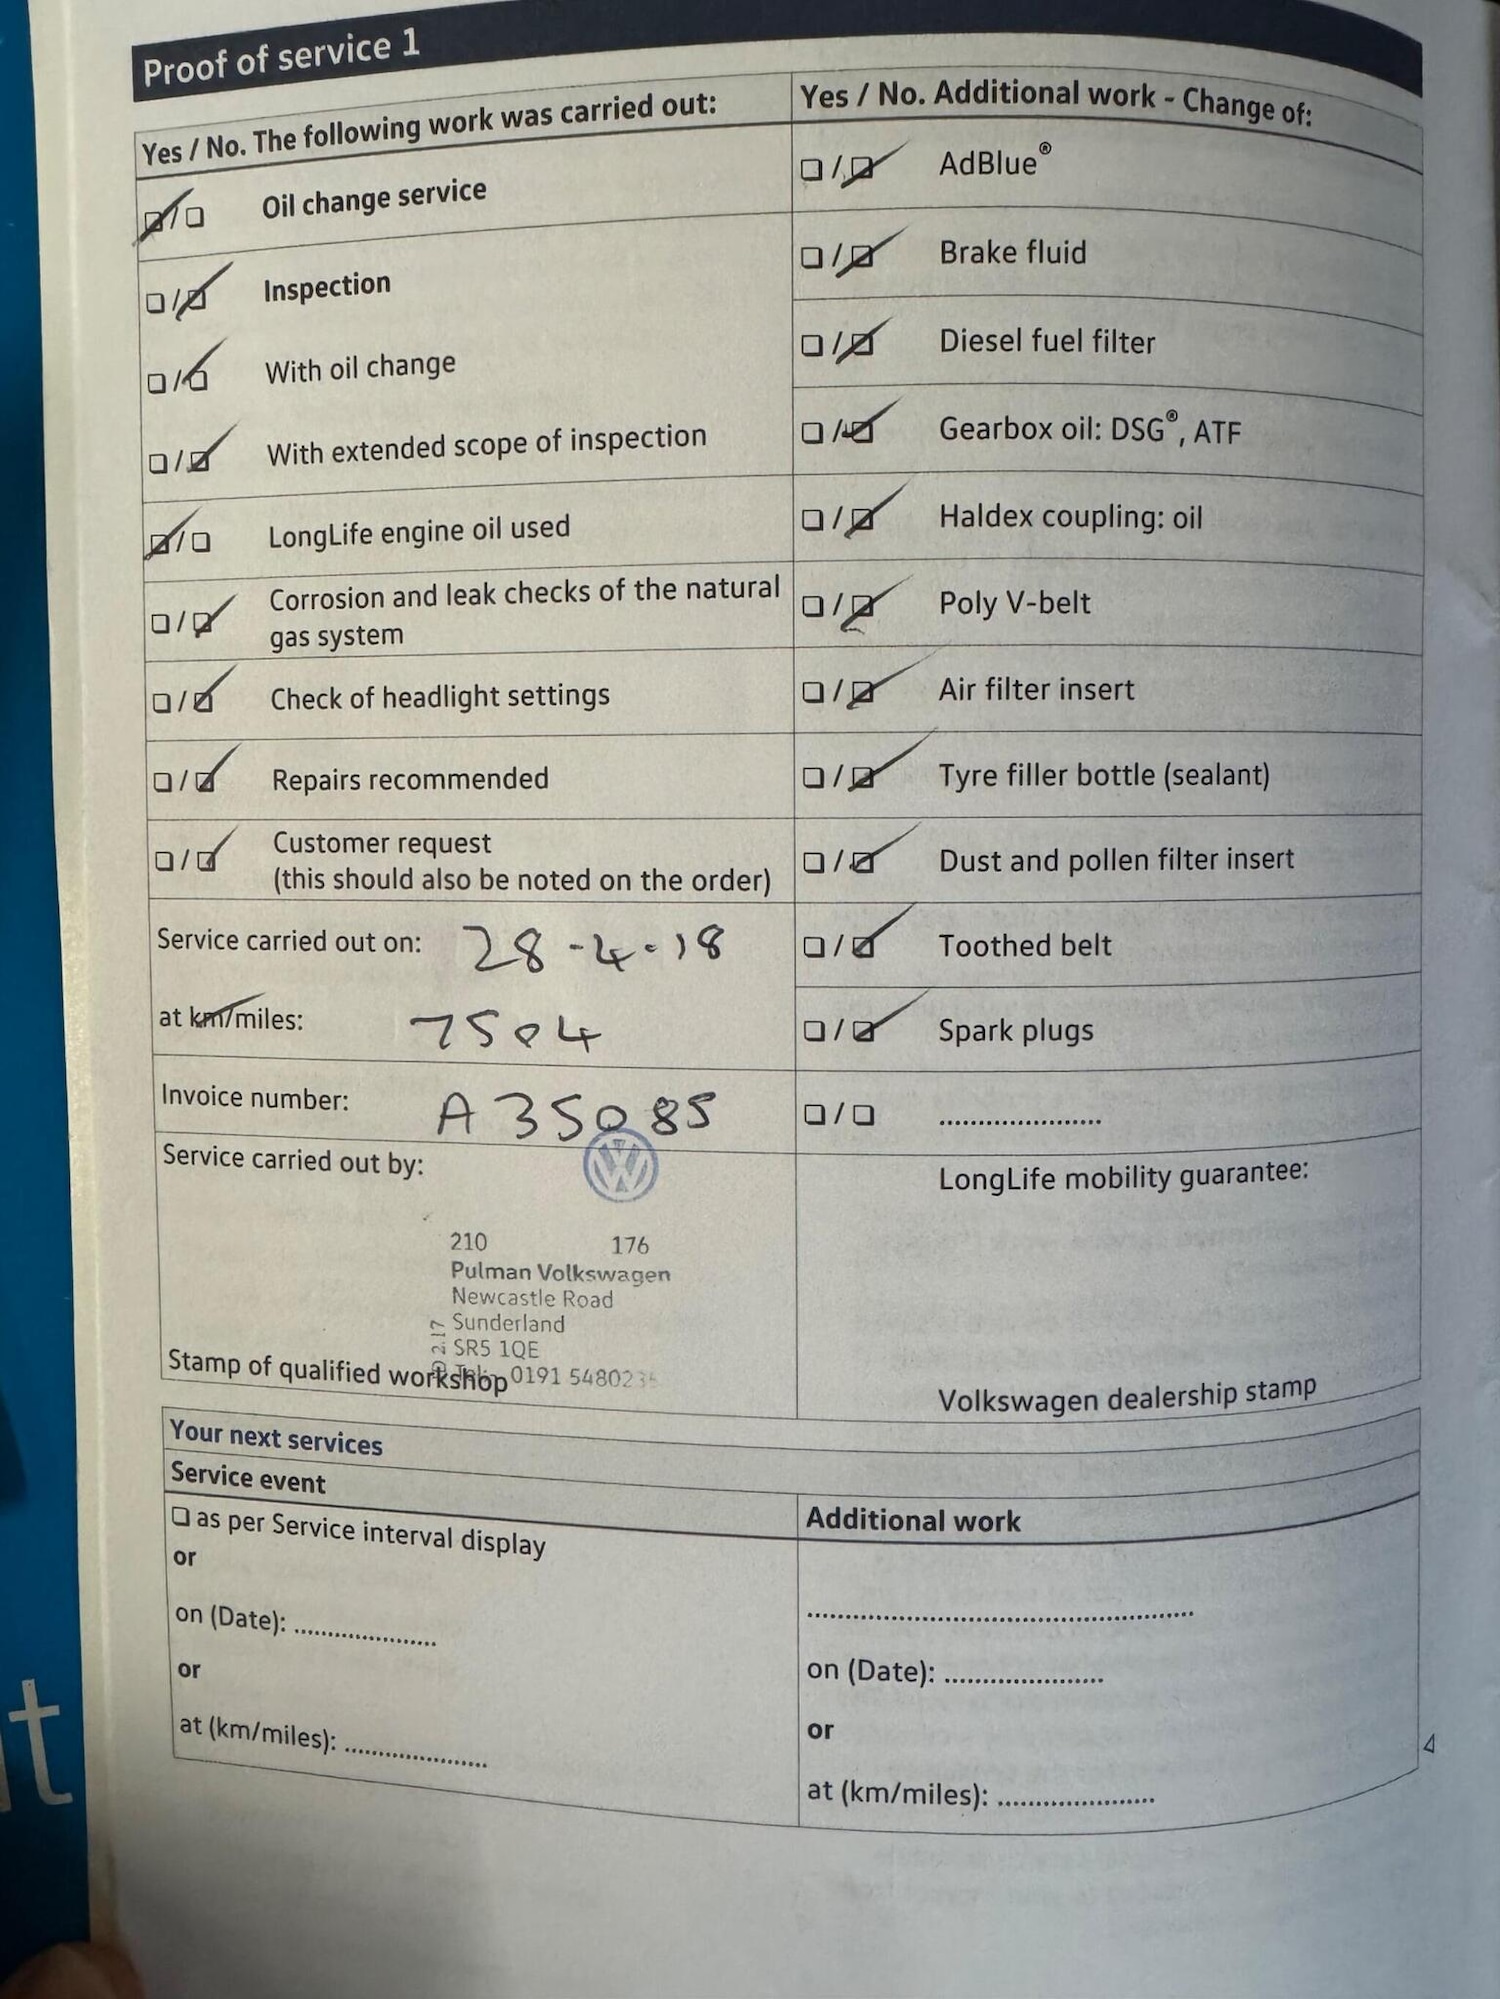 Proof of service 1
Yes / No. The following work was carried out:
☑/☐ Oil change service
☐/☑ Inspection
☐/☑ With oil change
☐/☑ With extended scope of inspection
☑/☐ LongLife engine oil used
☐/☑ Corrosion and leak checks of the natural
gas system
☐/☑ Check of headlight settings
☐/☑ Repairs recommended
☐/☑ Customer request
(this should also be noted on the order)
Service carried out on: 28-4-18
at km/miles: 7504
Invoice number: A35085
Service carried out by:
210 176
Pulman Volkswagen
Newcastle Road
Sunderland
SR5 1QE
0191 54802
Stamp of qualified workshop
Yes / No. Additional work - Change of:
☐/☑ AdBlue®
☐/☑ Brake fluid
☐/☑ Diesel fuel filter
☐/☑ Gearbox oil: DSG®, ATF
☐/☑ Haldex coupling: oil
☐/☑ Poly V-belt
☐/☑ Air filter insert
☐/☑ Tyre filler bottle (sealant)
☐/☑ Dust and pollen filter insert
☐/☑ Toothed belt
☐/☑ Spark plugs
☐/☐ .....................
LongLife mobility guarantee:
Volkswagen dealership stamp
Your next services
Service event
☐ as per Service interval display
or
on (Date): ...................
or
at (km/miles): ...................
Additional work
..................................................
on (Date): .....................
or
at (km/miles): .....................
4
t